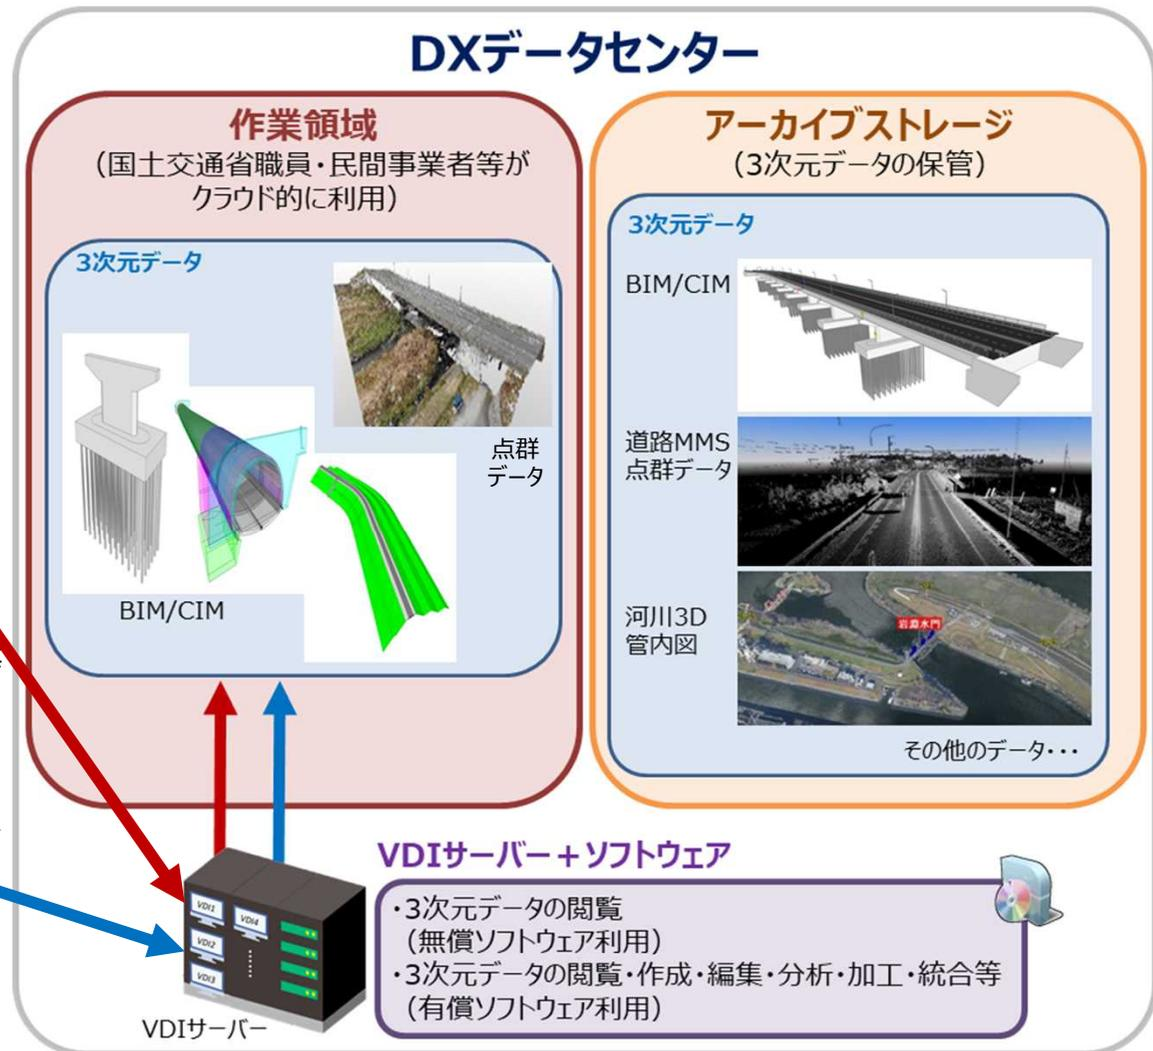 DXデータセンター
作業領域
（国土交通省職員・民間事業者等が
クラウド的に利用）
3次元データ
点群
データ
BIM/CIM
アーカイブストレージ
（3次元データの保管）
3次元データ
BIM/CIM
道路MMS
点群データ
河川3D
管内図
岩淵水門
その他のデータ・・・
VDI1
VDI4
VDI2
VDI3
VDIサーバー
VDIサーバー＋ソフトウェア
・3次元データの閲覧
（無償ソフトウェア利用）
・3次元データの閲覧・作成・編集・分析・加工・統合等
（有償ソフトウェア利用）